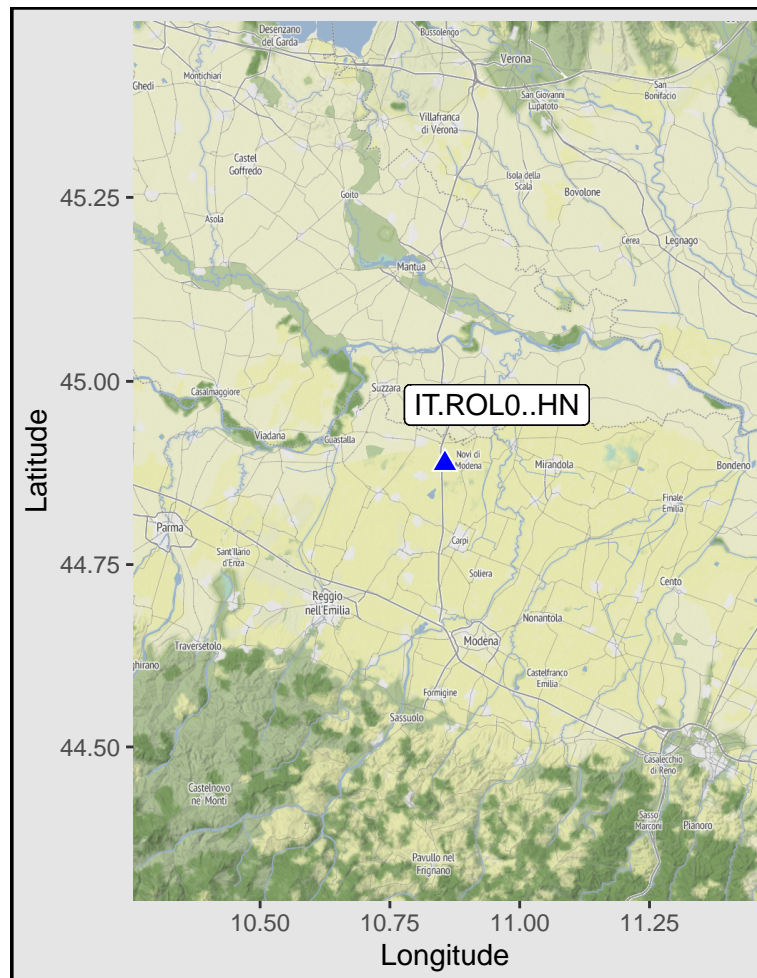 Desenzano
del Garda
Bussolengo
Verona
Ghedi
Montichiari
San
Bonifacio
San Giovanni
Lupatoto
Villafranca
di Verona
Castel
Goffredo
Isola della
Scalà
Bovolone
Goito
45.25
Asola
Cerea
Legnago
Mantua
45.00
Casalmaggiore
Suzzara
IT.ROL0..HN
Viadana
Guastalla
Novi di
Modena
Mirandola
Bondeno
Finale
Emilia
Parma
Carpi
Sant'Ilario
d'Enza
44.75
Soliera
Cento
Reggio
nell'Emilia
Nonantola
Traversetolo
Modena
ghirano
Castelfranco
Emilia
Formigine
Sassuolo
44.50
Casalecchio
di Reno
Castelnovo
ne' Monti
Sasso
Marconi
Pianoro
Pavullo nel
Frignano
10.50
10.75
11.00
11.25
Longitude
Latitude